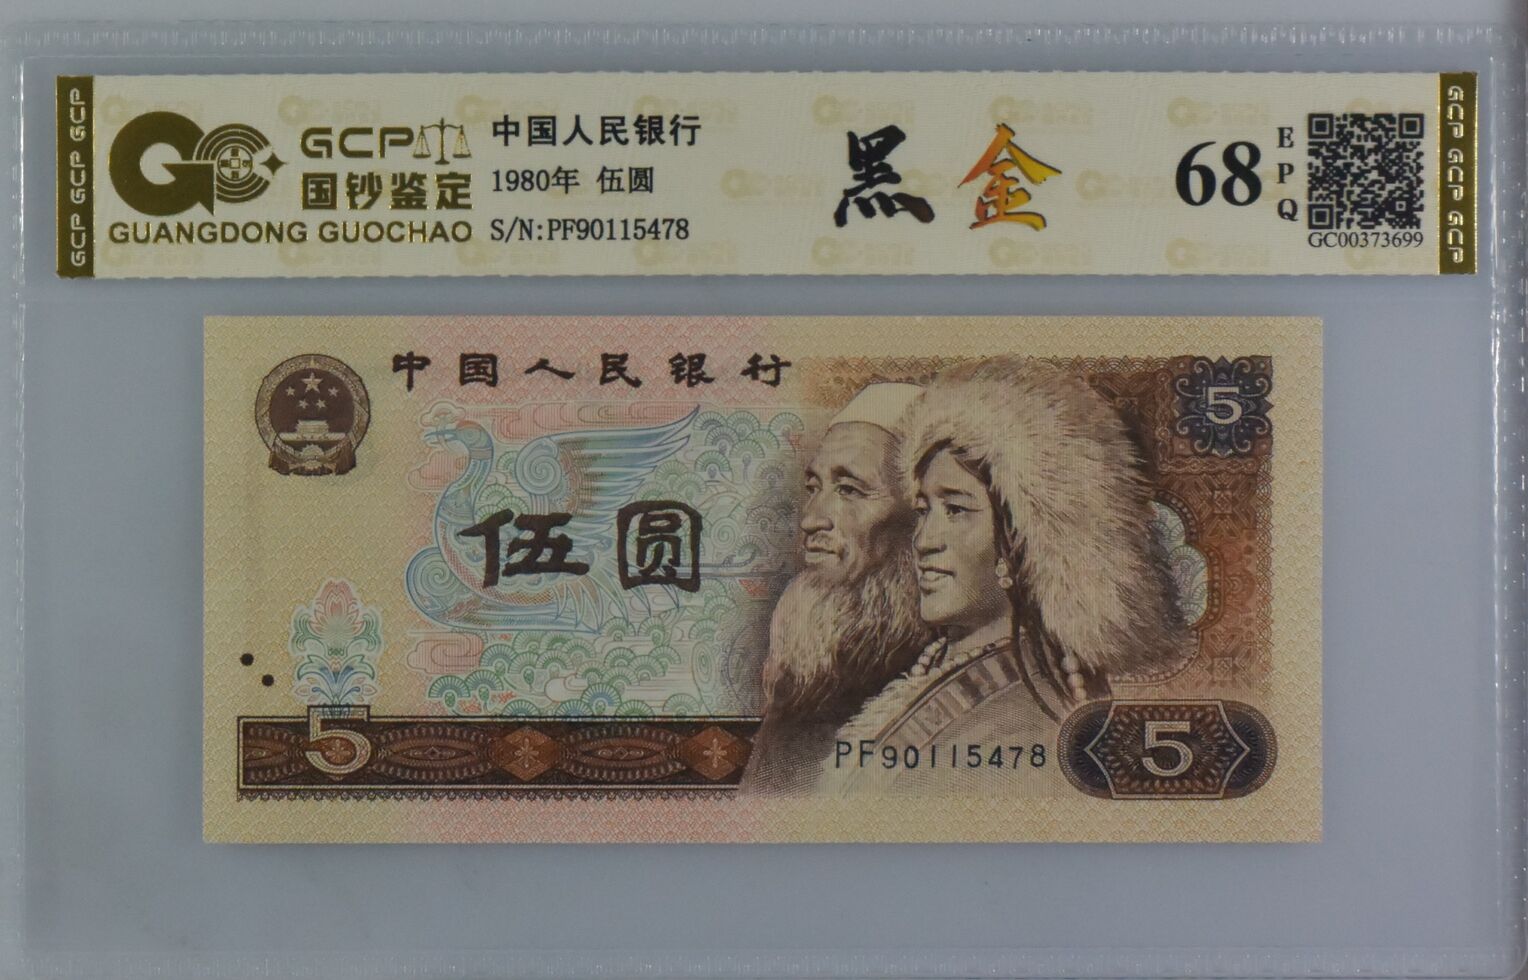 GCP GCP GCP
GCP
国钞鉴定
GUANGDONG GUOCHAO
中国人民银行
1980年 伍圆
S/N:PF90115478
黑金
68
EPQ
GC00373699
GCP GCP GCP
中国人民银行
5
伍圆
5
PF90115478
5